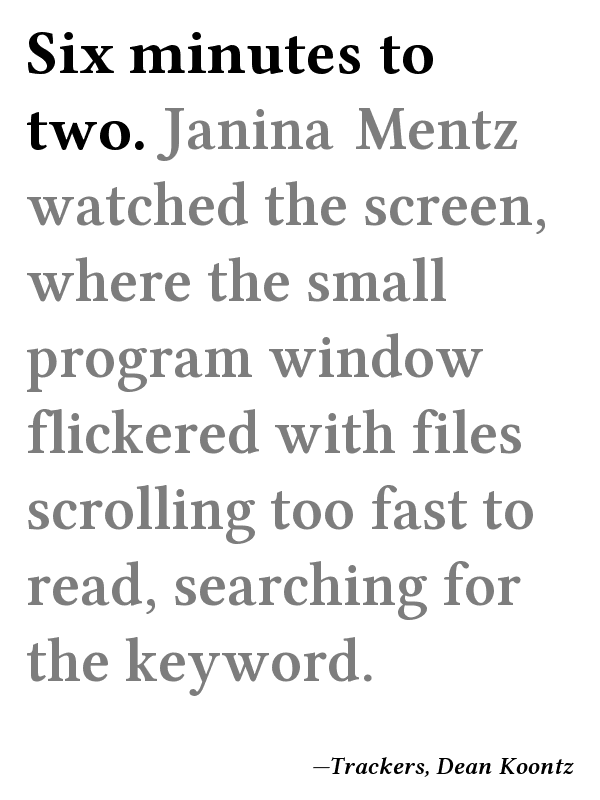 Six minutes to
two. Janina Mentz
watched the screen,
where the small
program window
flickered with files
scrolling too fast to
read, searching for
the keyword.
—Trackers, Dean Koontz